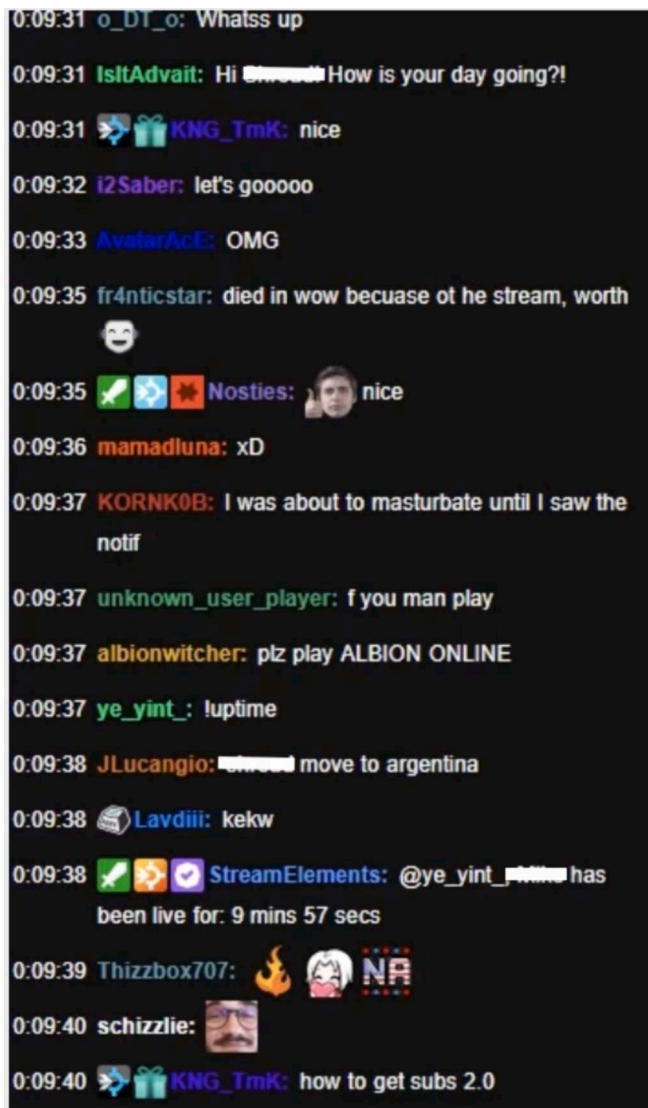 0:09:31 o_DT_o: Whatss up
0:09:31 IsItAdvait: Hi How is your day going?!
0:09:31 KNG_TmK: nice
0:09:32 i2Saber: let's gooooo
0:09:33 AvatarAcE: OMG
0:09:35 fr4nticstar: died in wow becuase ot he stream, worth
0:09:35 Nosties: nice
0:09:36 mamadluna: xD
0:09:37 KORNK0B: I was about to masturbate until I saw the
notif
0:09:37 unknown_user_player: f you man play
0:09:37 albionwitcher: plz play ALBION ONLINE
0:09:37 ye_yint_: !uptime
0:09:38 JLucangio: move to argentina
0:09:38 Lavdiii: kekw
0:09:38 StreamElements: @ye_yint_, has
been live for: 9 mins 57 secs
0:09:39 Thizzbox707: NA
0:09:40 schizzlie:
0:09:40 KNG_TmK: how to get subs 2.0